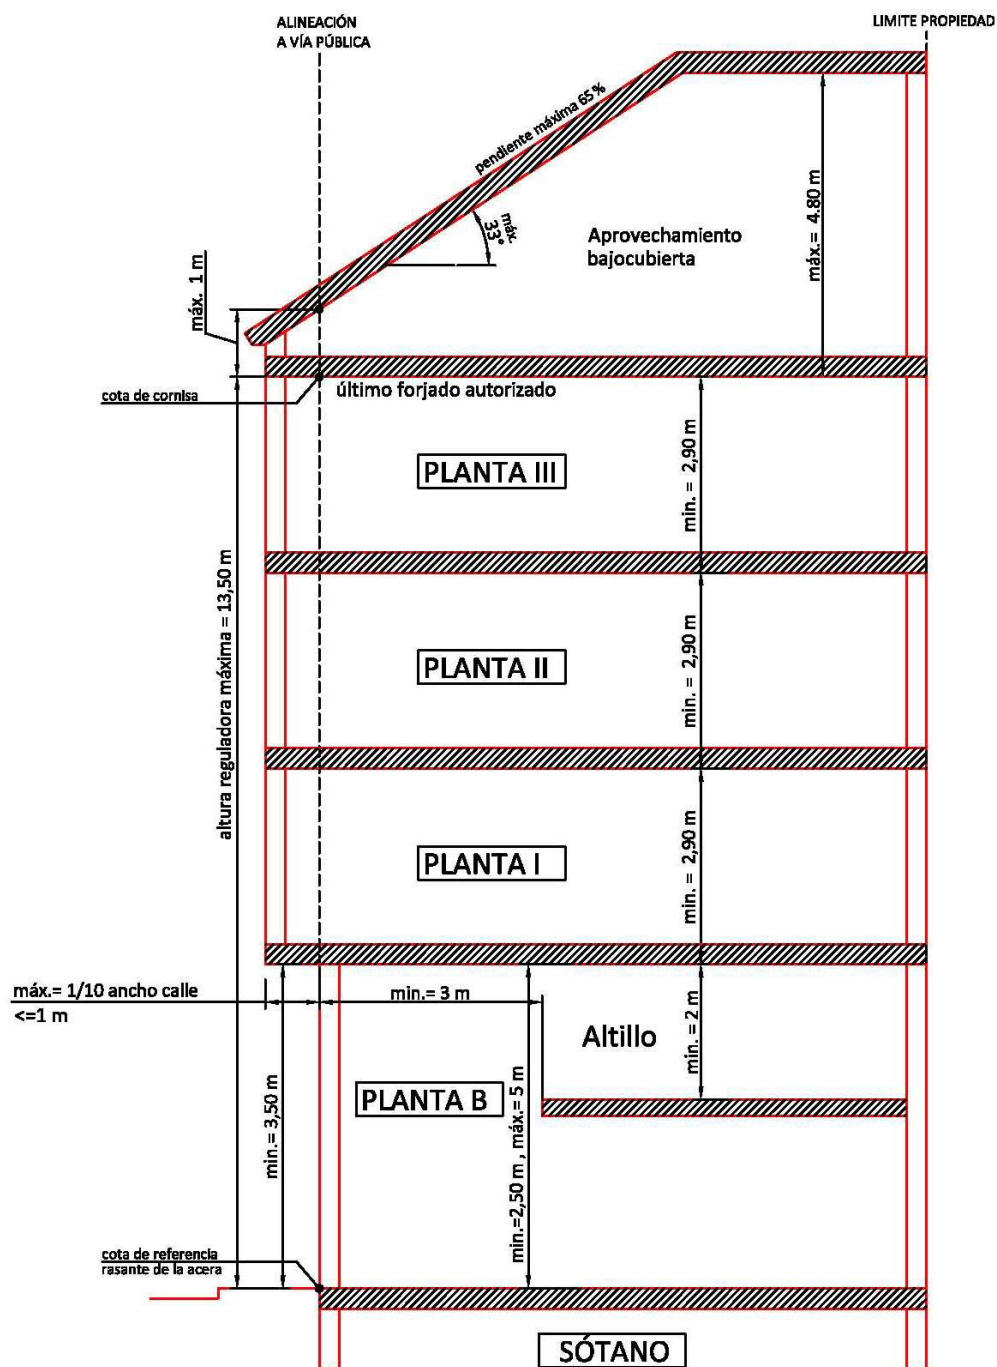 ALINEACIÓN
A VÍA PÚBLICA
LIMITE PROPIEDAD
pendiente máxima 65%
máx.
33°
Aprovechamiento
bajocubierta
máx.= 4.80 m
máx. 1 m
cota de cornisa
último forjado autorizado
PLANTA III
min. = 2,90 m
altura reguladora máxima = 13,50 m
PLANTA II
min. = 2,90 m
PLANTA I
min. = 2,90 m
máx.= 1/10 ancho calle
<=1 m
min.= 3 m
Altillo
min. = 2 m
PLANTA B
min.= 3,50 m
min.=2,50 m , máx.= 5 m
cota de referencia
rasante de la acera
SÓTANO